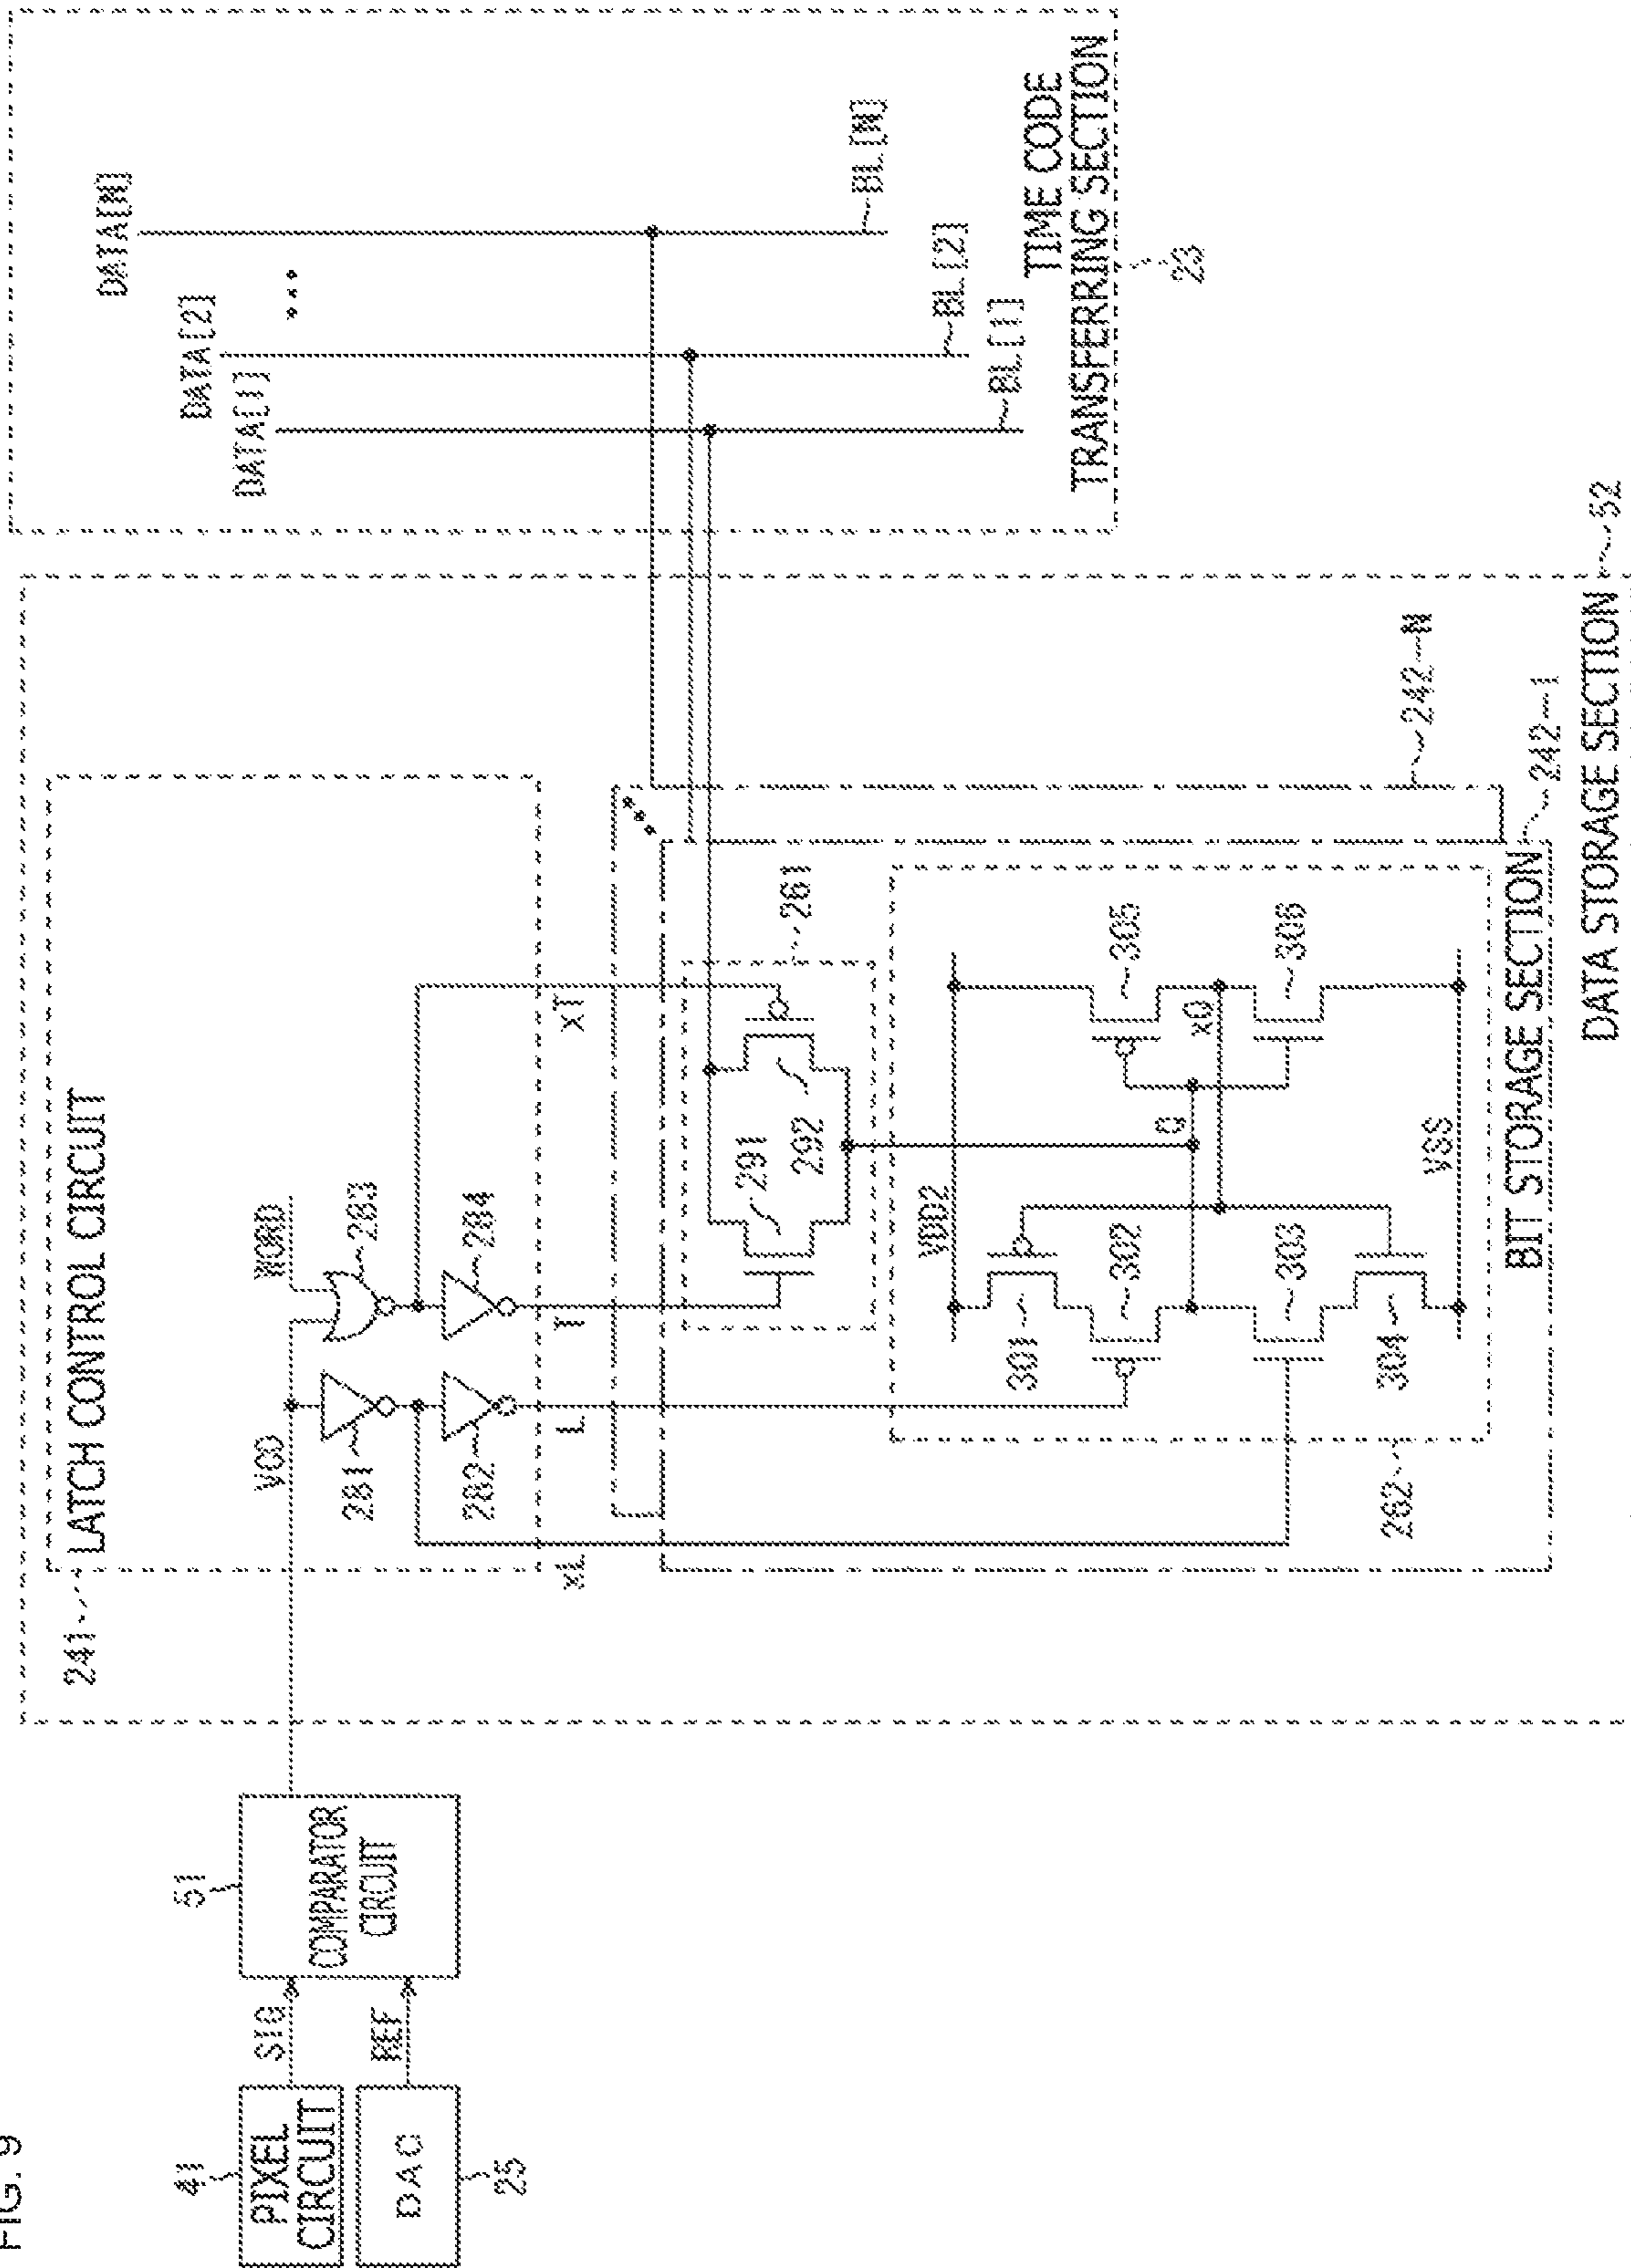 FIG. 9
41
PIXEL
CIRCUIT
SIG
DAC
25
REF
51
COMPARATOR
CIRCUIT
241
LATCH CONTROL CIRCUIT
VCO
WORD
281
283
282
284
xL
L
T
xT
261
291
292
VDD2
301
302
303
304
305
306
Q
xQ
VSS
262
BIT STORAGE SECTION
242-1
242-N
DATA STORAGE SECTION
52
DATA[1]
DATA[2]
DATA[N]
BL[1]
BL[2]
BL[N]
TIME CODE
TRANSFERRING SECTION
23